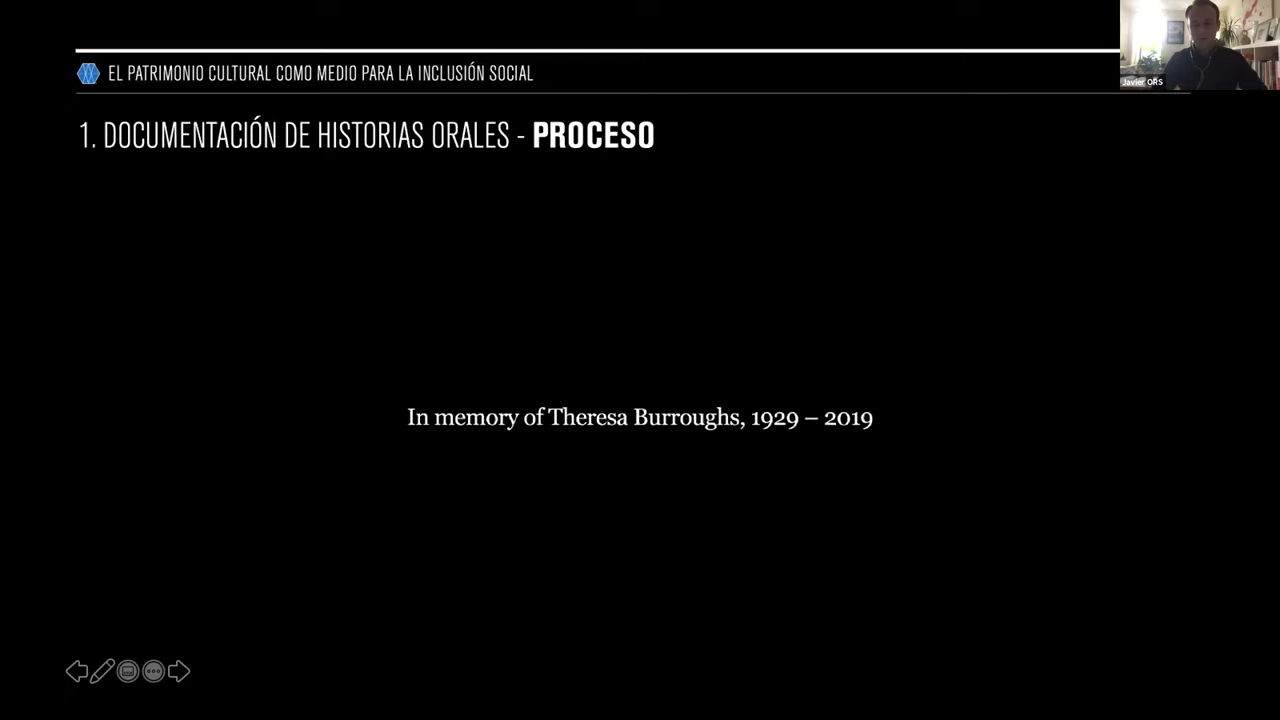 EL PATRIMONIO CULTURAL COMO MEDIO PARA LA INCLUSIÓN SOCIAL
Javier ORS
1. DOCUMENTACIÓN DE HISTORIAS ORALES - PROCESO
In memory of Theresa Burroughs, 1929 – 2019